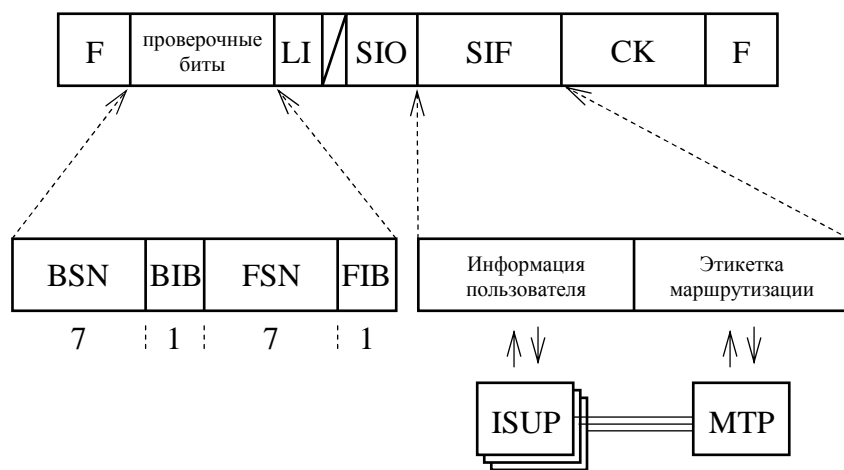 F проверочные биты LI SIO SIF CK F
BSN BIB FSN FIB
7 1 7 1
Информация пользователя
Этикетка маршрутизации
ISUP MTP